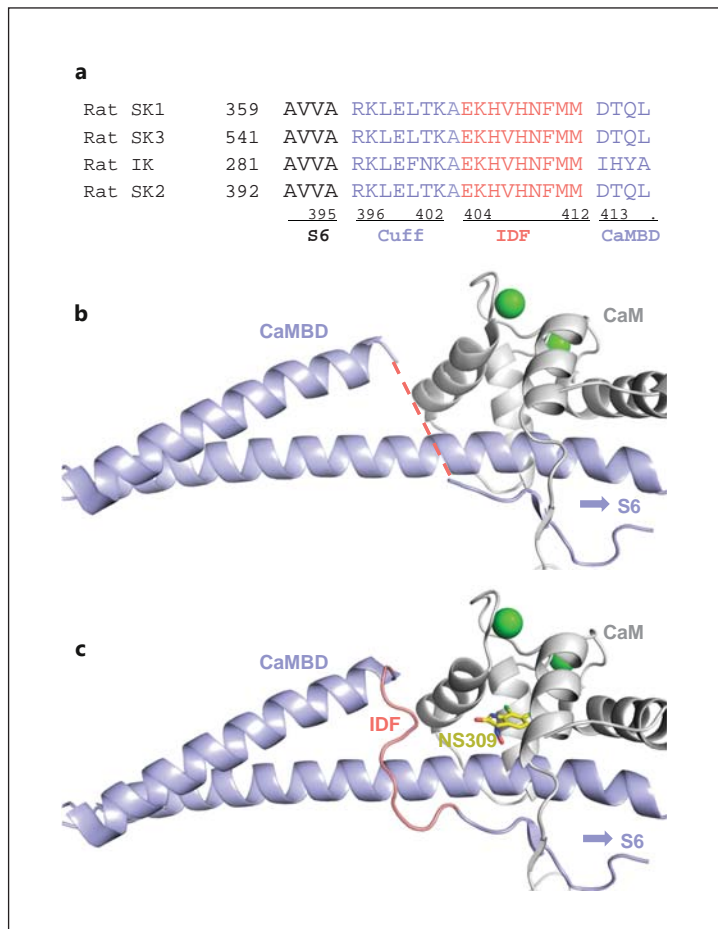 a
Rat SK1 359 AVVA RKLELTKAEKHVHNFMM DTQL
Rat SK3 541 AVVA RKLELTKAEKHVHNFMM DTQL
Rat IK 281 AVVA RKLEFNKAEKHVHNFMM IHYA
Rat SK2 392 AVVA RKLELTKAEKHVHNFMM DTQL
395 396 402 404 412 413 .
S6 Cuff IDF CaMBD
b
CaMBD
CaM
S6
c
CaMBD
CaM
IDF
NS309
S6